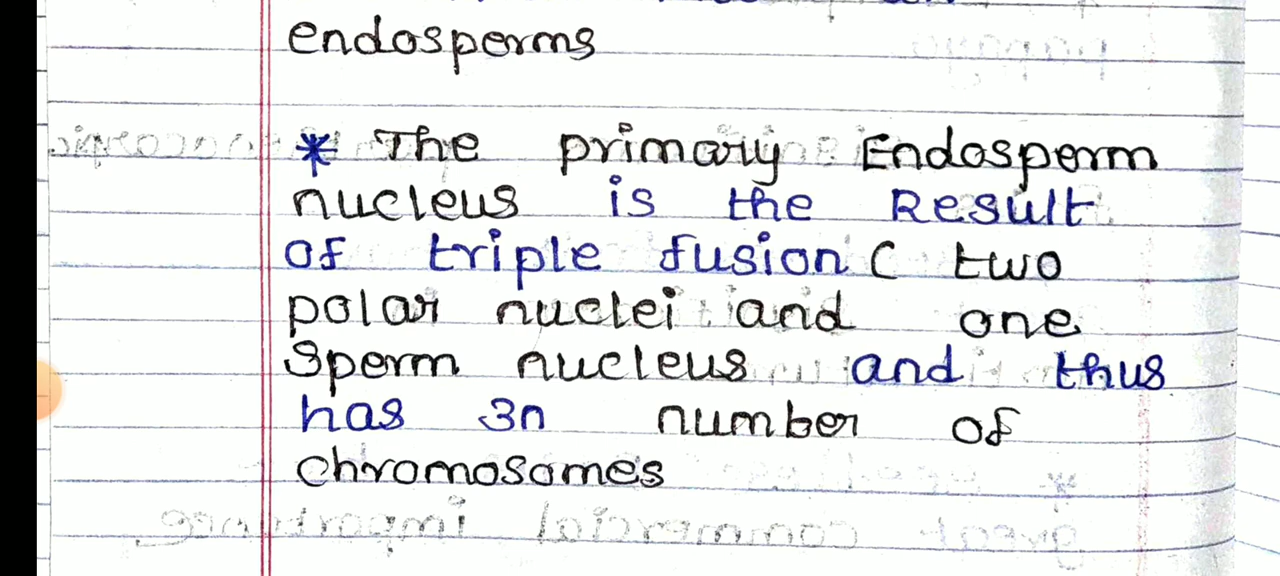 endosperms
* The primary Endosperm
nucleus is the Result
of triple fusion ( two
polar nuclei and one
sperm nucleus and thus
has 3n number of
chromosomes